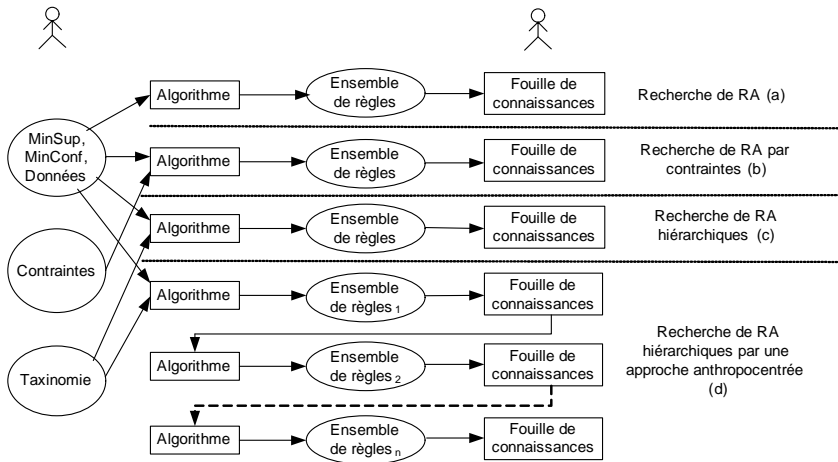 Algorithme
Ensemble
de règles
Fouille de
connaissances
Recherche de RA (a)
MinSup,
MinConf,
Données
Algorithme
Ensemble
de règles
Fouille de
connaissances
Recherche de RA par
contraintes (b)
Algorithme
Ensemble
de règles
Fouille de
connaissances
Recherche de RA
hiérarchiques (c)
Contraintes
Algorithme
Ensemble
de règles 1
Fouille de
connaissances
Taxinomie
Algorithme
Ensemble
de règles 2
Fouille de
connaissances
Recherche de RA
hiérarchiques par une
approche anthropocentrée
(d)
Algorithme
Ensemble
de règles n
Fouille de
connaissances